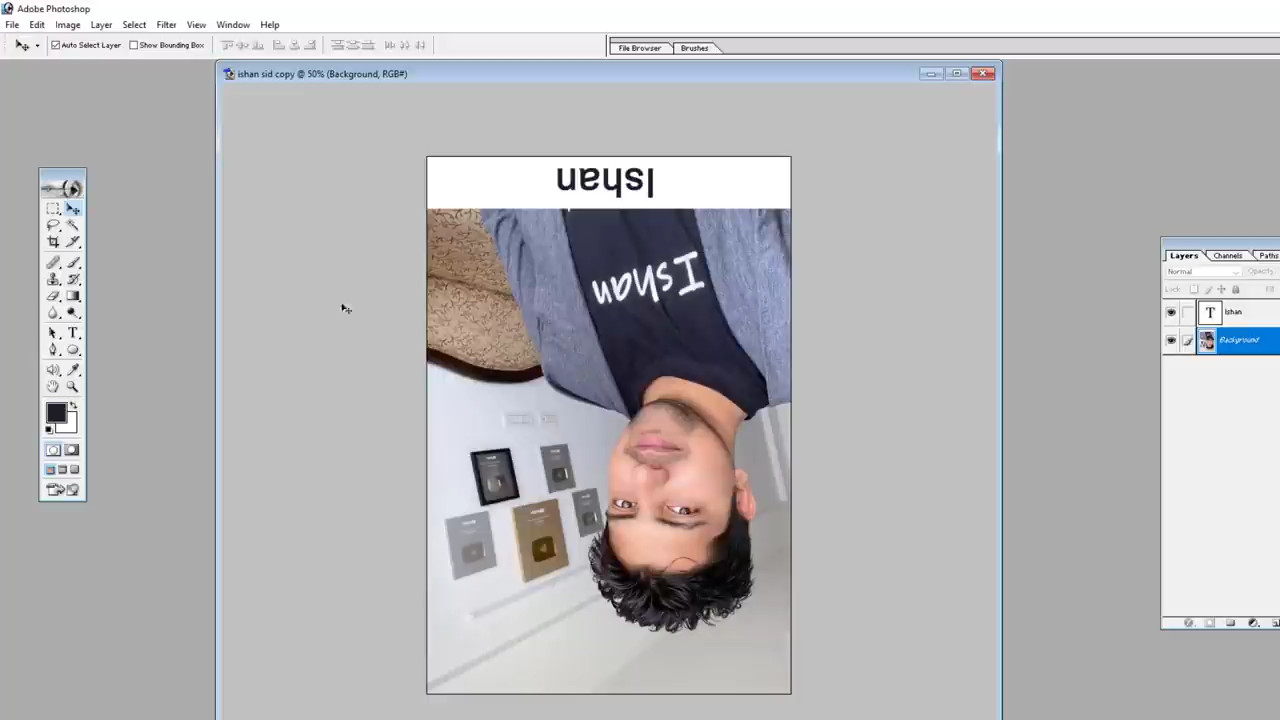 Adobe Photoshop
File Edit Image Layer Select Filter View Window Help
Auto Select Layer Show Bounding Box
File Browser Brushes
ishan sid copy @ 50% (Background, RGB#)
Ishan
Ishan
Layers Channels Paths
Normal Opacity:
Lock: Fill
T Ishan
Background